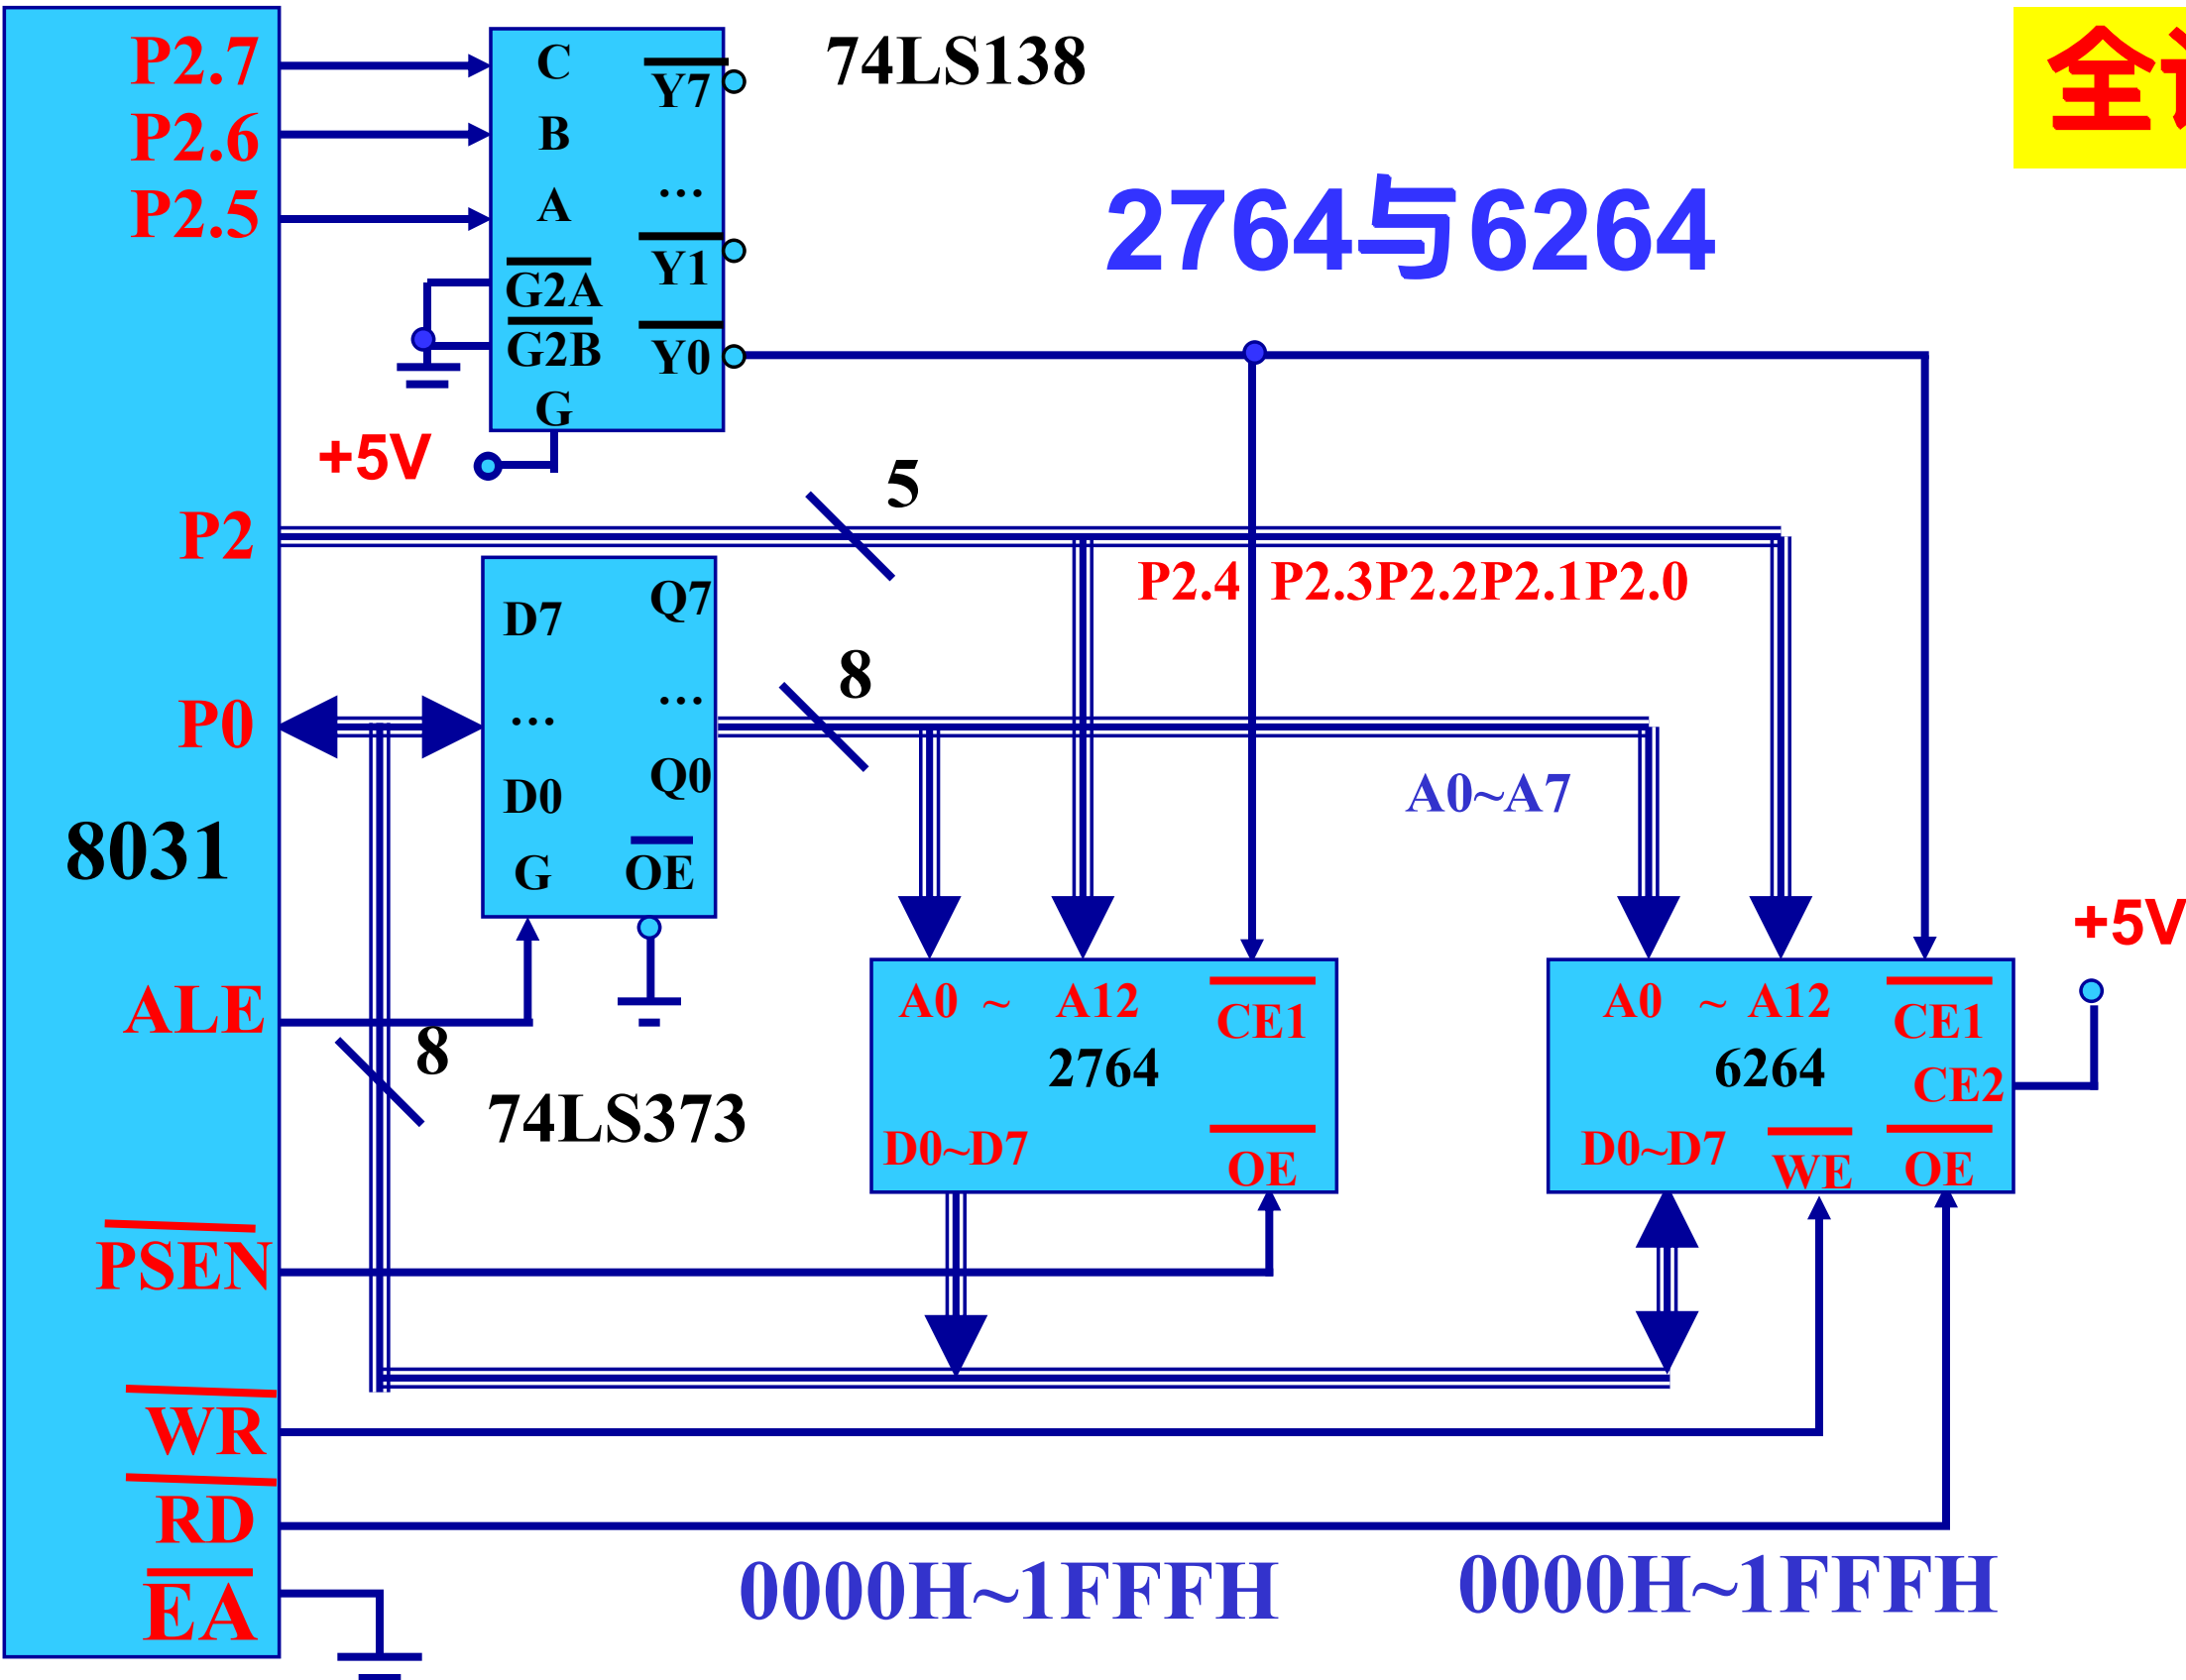 P2.7
P2.6
P2.5
P2
P0
8031
ALE
PSEN
WR
RD
EA
C
B
A
G2A
G2B
G
Y7
…
Y1
Y0
74LS138
全
2764与6264
+5V
5
P2.4 P2.3P2.2P2.1P2.0
D7
…
D0
G
Q7
…
Q0
OE
8
A0~A7
8
74LS373
A0 ~ A12
CE1
2764
D0~D7
OE
A0 ~ A12
CE1
6264
CE2
D0~D7
WE
OE
+5V
0000H~1FFFH
0000H~1FFFH